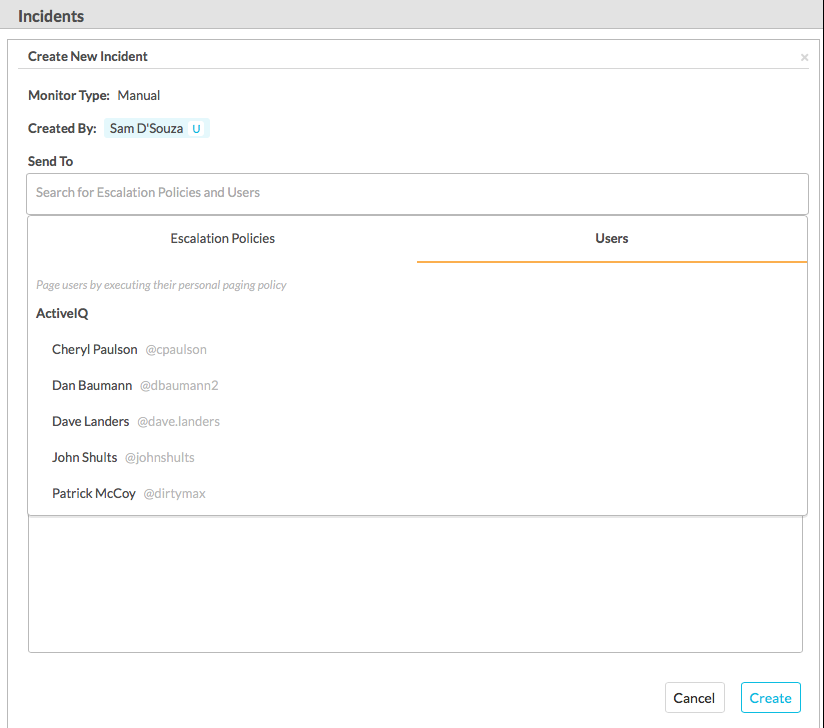 Incidents
Create New Incident ×
Monitor Type: Manual
Created By: Sam D'Souza U
Send To
Search for Escalation Policies and Users
Escalation Policies Users
Page users by executing their personal paging policy
ActiveIQ
Cheryl Paulson @cpaulson
Dan Baumann @dbaumann2
Dave Landers @dave.landers
John Shults @johnshults
Patrick McCoy @dirtymax
Cancel Create